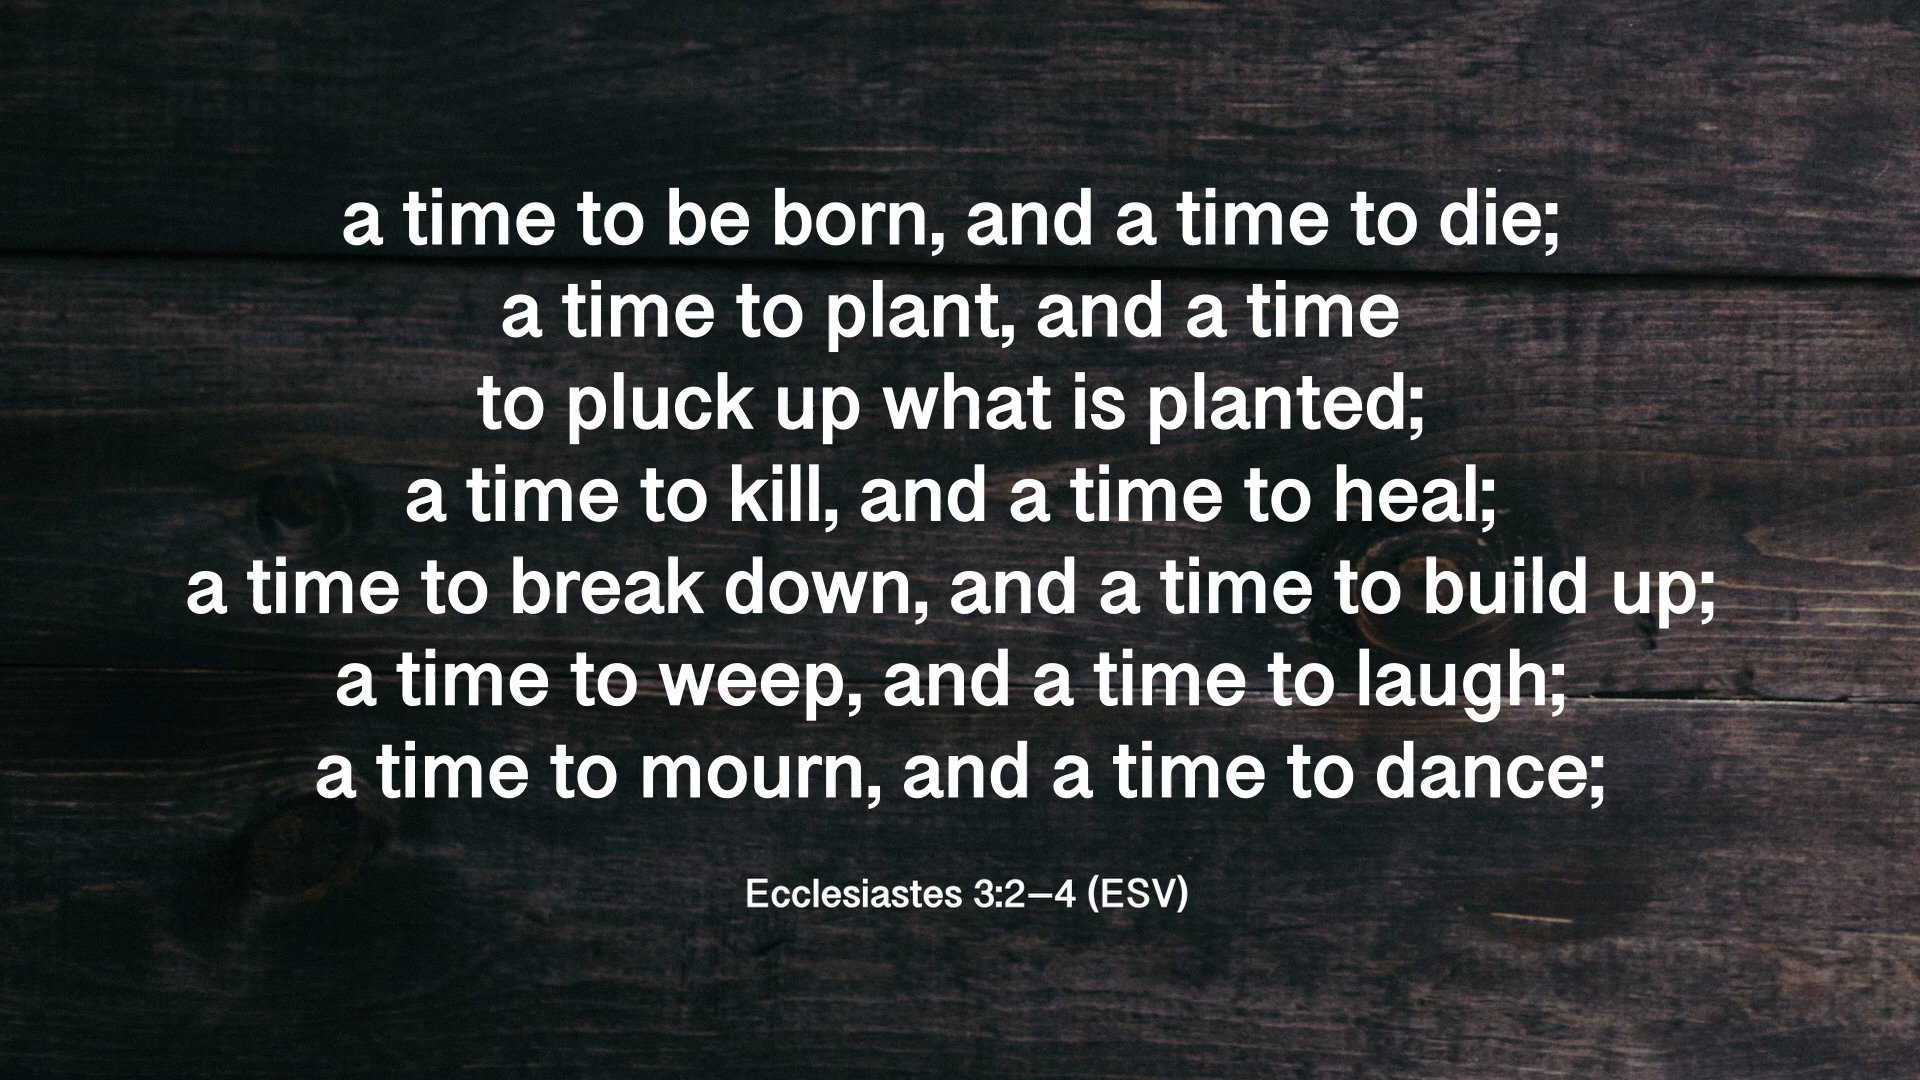 a time to be born, and a time to die;
a time to plant, and a time
to pluck up what is planted;
a time to kill, and a time to heal;
a time to break down, and a time to build up;
a time to weep, and a time to laugh;
a time to mourn, and a time to dance;
Ecclesiastes 3:2–4 (ESV)